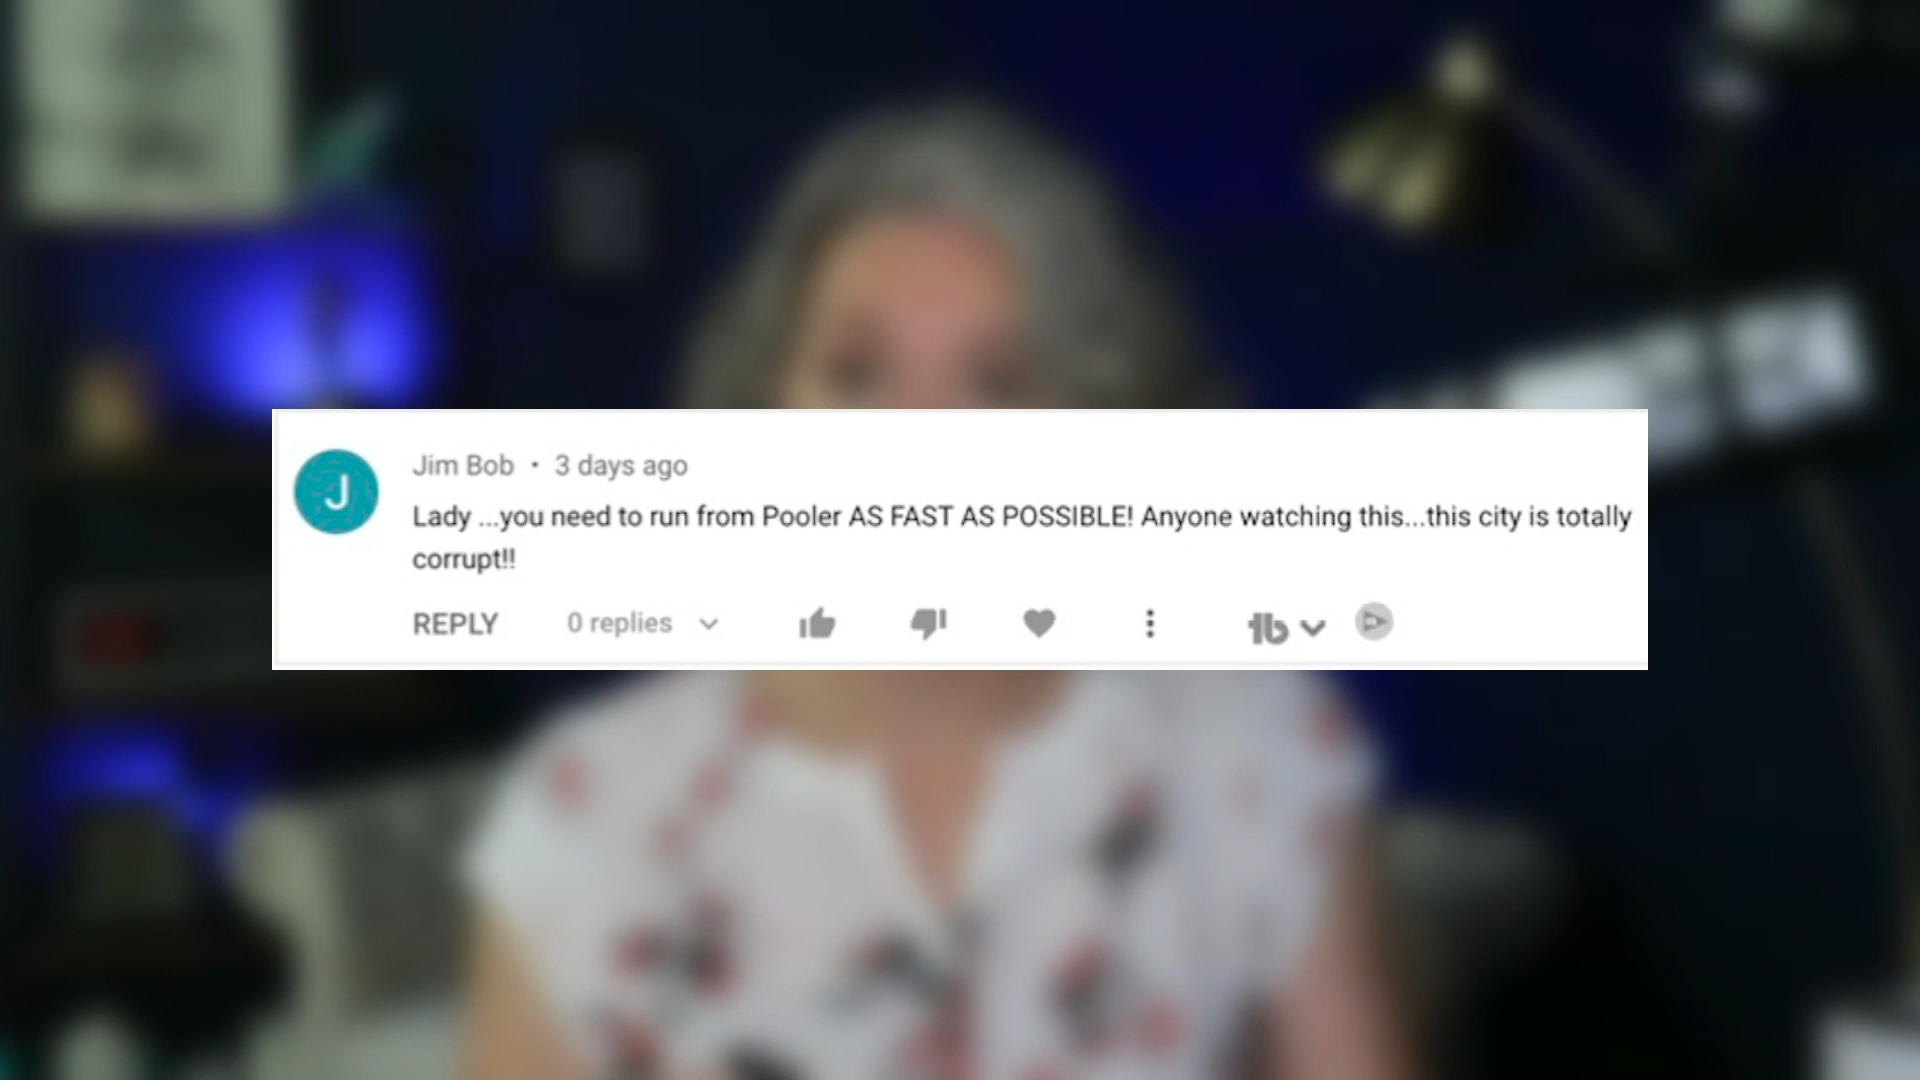 J
Jim Bob • 3 days ago
Lady ...you need to run from Pooler AS FAST AS POSSIBLE! Anyone watching this...this city is totally
corrupt!!
REPLY 0 replies
tb